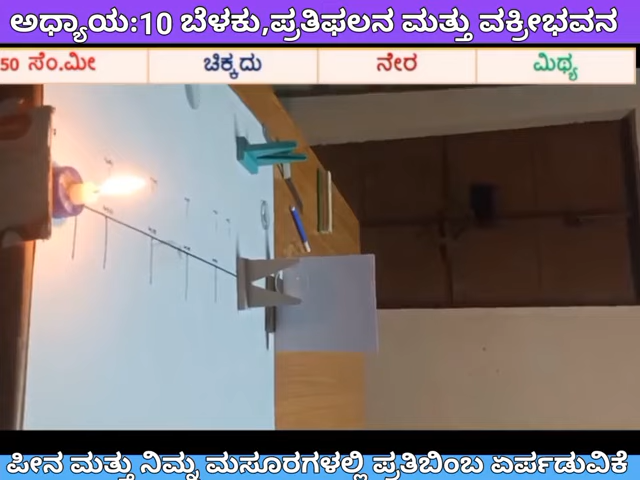 ಅಧ್ಯಾಯ:10 ಬೆಳಕು,ಪ್ರತಿಫಲನ ಮತ್ತು ವಕ್ರೀಭವನ
50 ಸೆಂ.ಮೀ ಚಿಕ್ಕದು ನೇರ ಮಿಥ್ಯ
ಪೀನ ಮತ್ತು ನಿಮ್ನ ಮಸೂರಗಳಲ್ಲಿ ಪ್ರತಿಬಿಂಬ ಏರ್ಪಡುವಿಕೆ